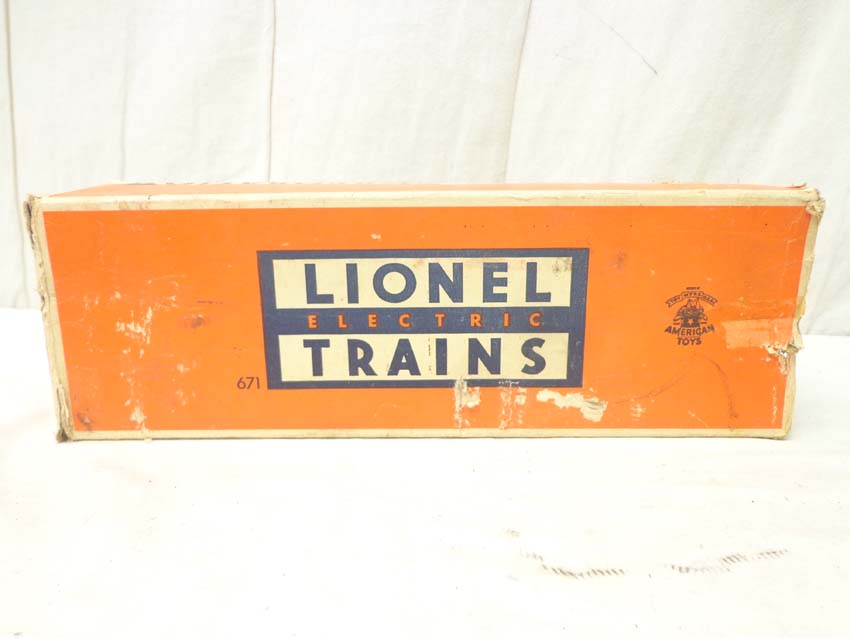 LIONEL
ELECTRIC
TRAINS
671
AMERICAN
TOYS